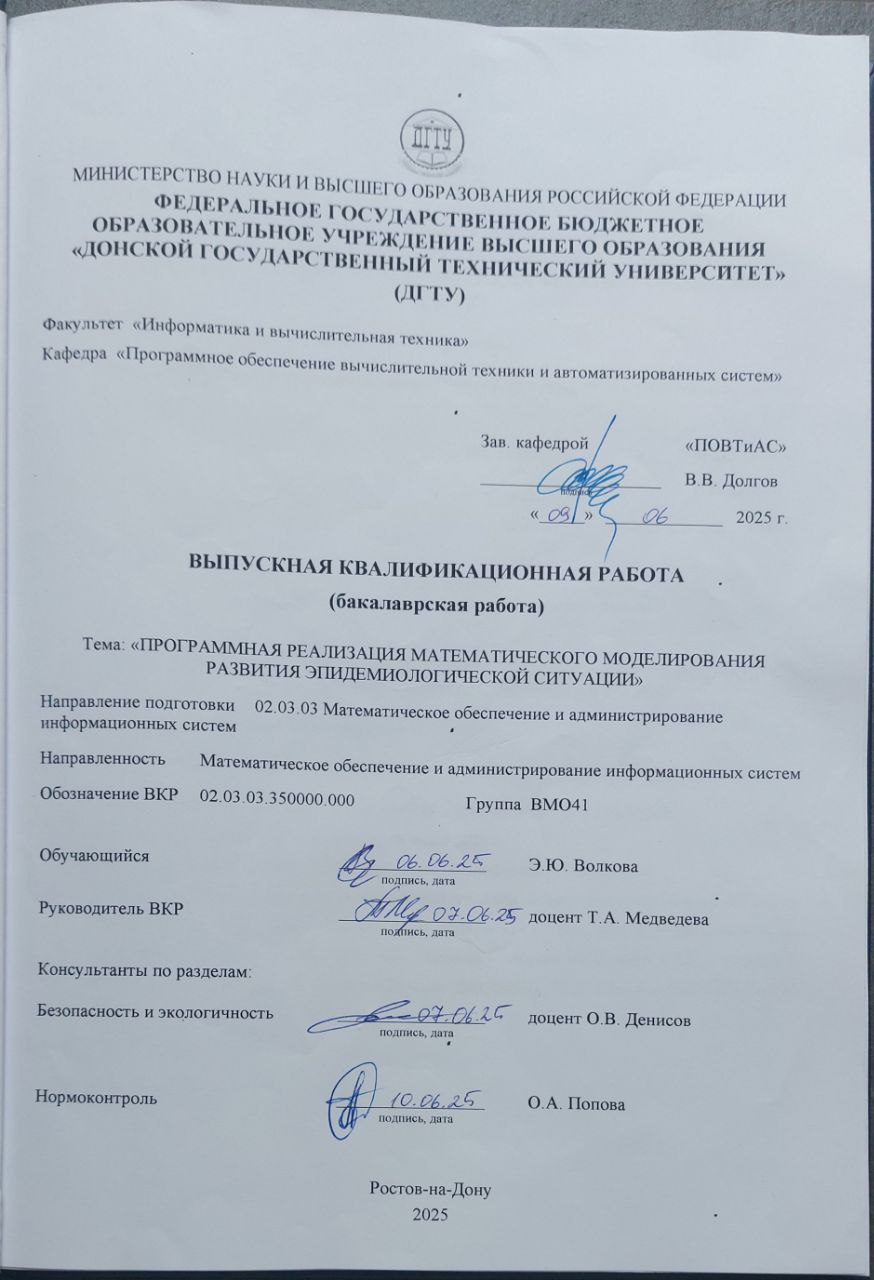 ДГТУ
МИНИСТЕРСТВО НАУКИ И ВЫСШЕГО ОБРАЗОВАНИЯ РОССИЙСКОЙ ФЕДЕРАЦИИ
ФЕДЕРАЛЬНОЕ ГОСУДАРСТВЕННОЕ БЮДЖЕТНОЕ
ОБРАЗОВАТЕЛЬНОЕ УЧРЕЖДЕНИЕ ВЫСШЕГО ОБРАЗОВАНИЯ
«ДОНСКОЙ ГОСУДАРСТВЕННЫЙ ТЕХНИЧЕСКИЙ УНИВЕРСИТЕТ»
(ДГТУ)
Факультет «Информатика и вычислительная техника»
Кафедра «Программное обеспечение вычислительной техники и автоматизированных систем»
Зав. кафедрой «ПОВТиАС»
В.В. Долгов
подпись
«09» 06 2025 г.
ВЫПУСКНАЯ КВАЛИФИКАЦИОННАЯ РАБОТА
(бакалаврская работа)
Тема: «ПРОГРАММНАЯ РЕАЛИЗАЦИЯ МАТЕМАТИЧЕСКОГО МОДЕЛИРОВАНИЯ
РАЗВИТИЯ ЭПИДЕМИОЛОГИЧЕСКОЙ СИТУАЦИИ»
Направление подготовки 02.03.03 Математическое обеспечение и администрирование
информационных систем
Направленность Математическое обеспечение и администрирование информационных систем
Обозначение ВКР 02.03.03.350000.000 Группа ВМО41
Обучающийся 06.06.25 Э.Ю. Волкова
подпись, дата
Руководитель ВКР 07.06.25 доцент Т.А. Медведева
подпись, дата
Консультанты по разделам:
Безопасность и экологичность 07.06.25 доцент О.В. Денисов
подпись, дата
Нормоконтроль 10.06.25 О.А. Попова
подпись, дата
Ростов-на-Дону
2025